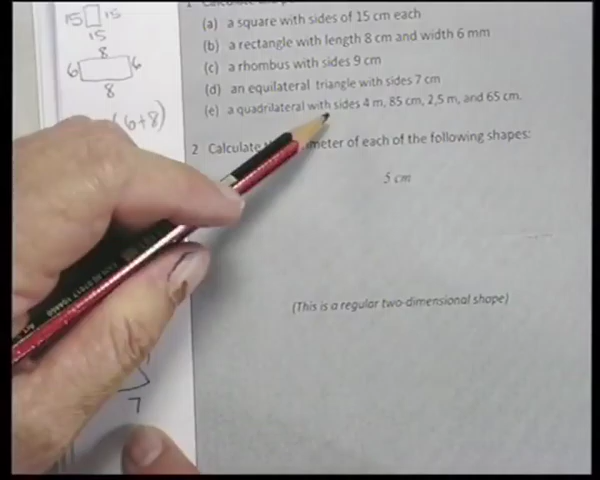 15 15
15
8
6 6
8
(6+8)
7
1 Calculate the
(a) a square with sides of 15 cm each
(b) a rectangle with length 8 cm and width 6 mm
(c) a rhombus with sides 9 cm
(d) an equilateral triangle with sides 7 cm
(e) a quadrilateral with sides 4 m, 85 cm, 2,5 m, and 65 cm.
2 Calculate meter of each of the following shapes:
5 cm
(This is a regular two-dimensional shape)